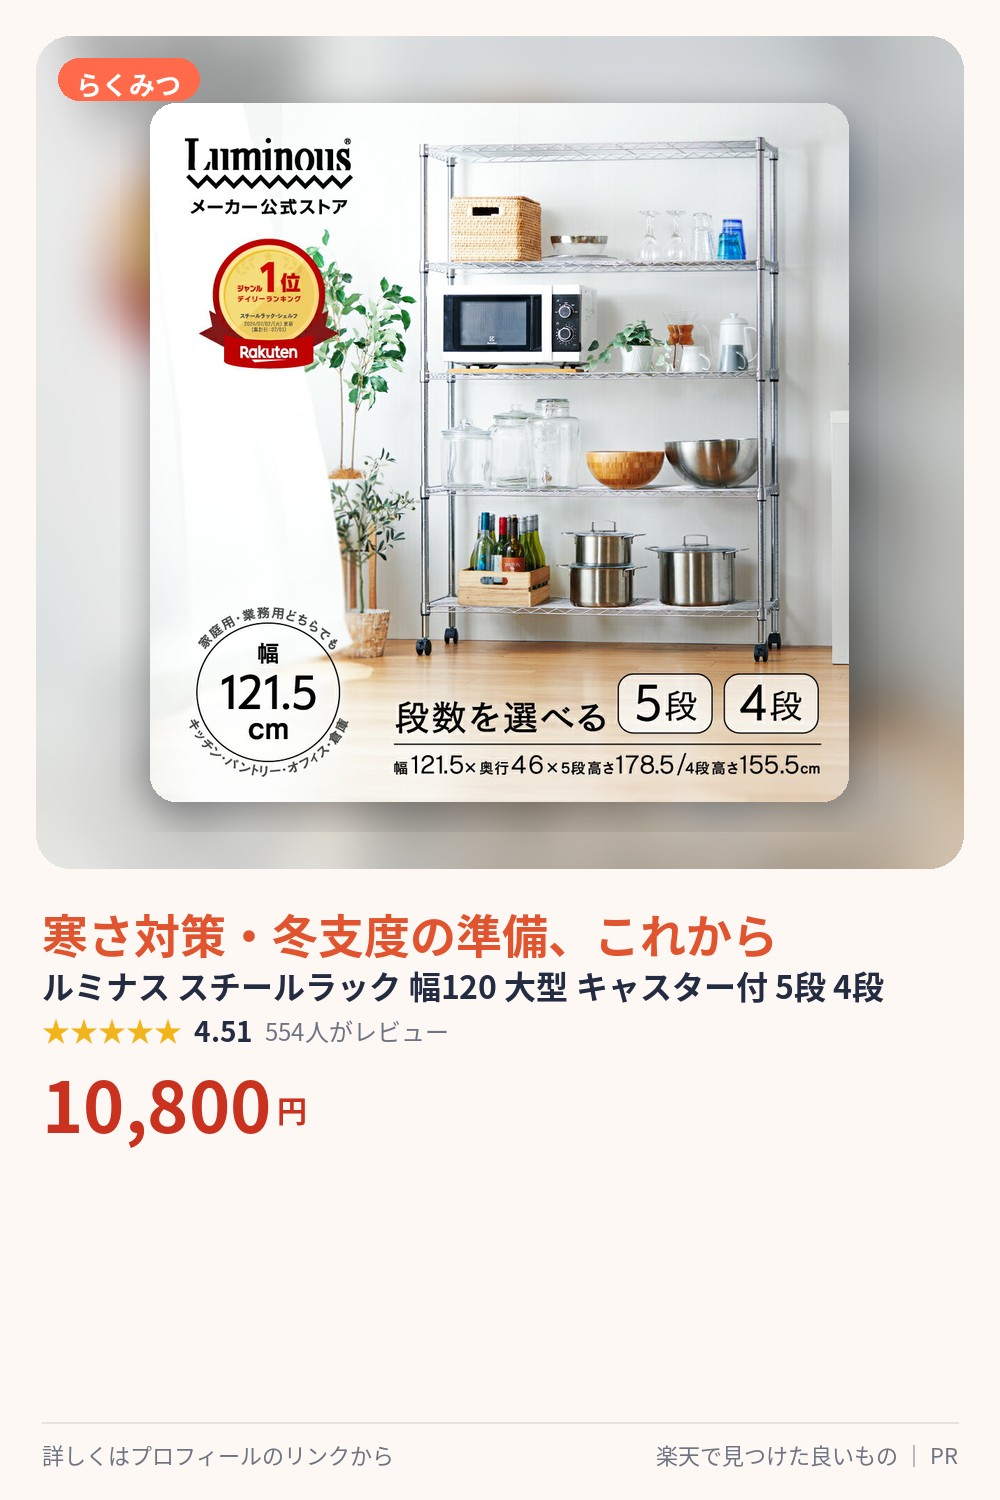 らくみつ
Luminous®
メーカー公式ストア
ジャンル1位
デイリーランキング
スチールラック・シェルフ
Rakuten
家庭用・業務用どちらでも
幅
121.5
cm
キッチン・パントリー・オフィス・倉庫
段数を選べる 5段 4段
幅121.5×奥行46×5段高さ178.5/4段高さ155.5cm
寒さ対策・冬支度の準備、これから
ルミナス スチールラック 幅120 大型 キャスター付 5段 4段
★★★★★ 4.51 554人がレビュー
10,800円
詳しくはプロフィールのリンクから
楽天で見つけた良いもの｜PR